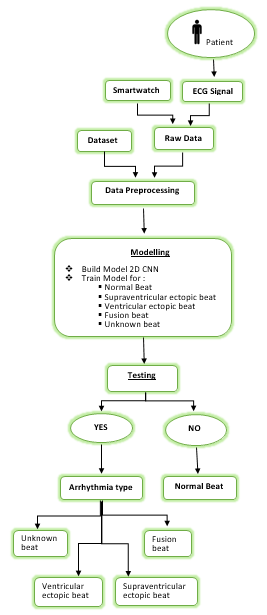 Patient
Smartwatch
ECG Signal
Dataset
Raw Data
Data Preprocessing
Modelling
❖ Build Model 2D CNN
❖ Train Model for :
▪ Normal Beat
▪ Supraventricular ectopic beat
▪ Ventricular ectopic beat
▪ Fusion beat
▪ Unknown beat
Testing
YES
NO
Arrhythmia type
Normal Beat
Unknown
beat
Fusion
beat
Ventricular
ectopic beat
Supraventricular
ectopic beat